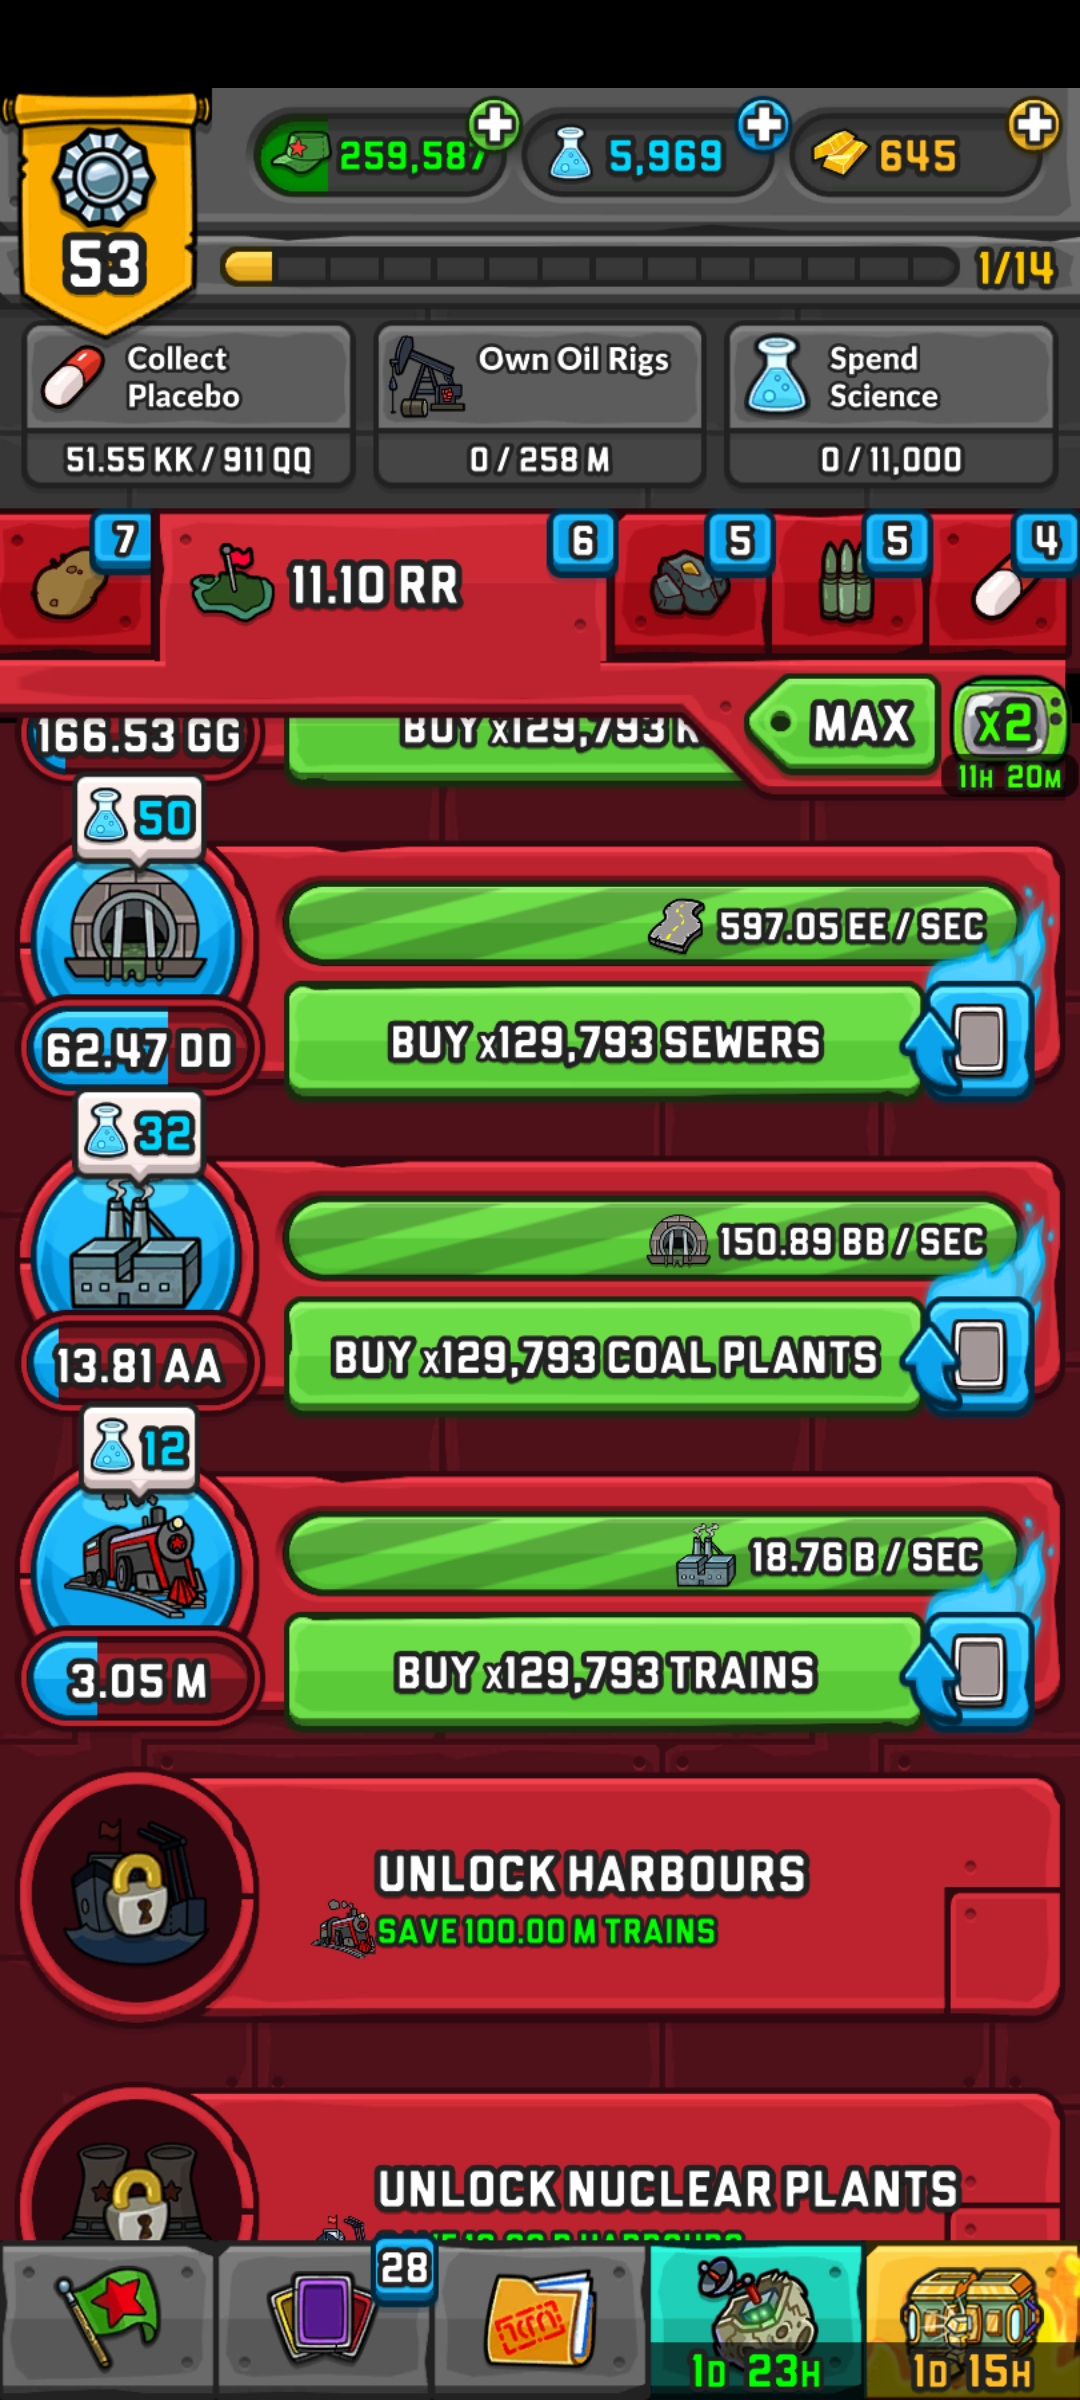 53
259,587
5,969
645
1/14
Collect
Placebo
51.55 KK / 911 QQ
Own Oil Rigs
0 / 258 M
Spend
Science
0 / 11,000
7
11.10 RR
6
5
5
4
MAX
X2
11H 20M
166.53 GG
BUY x129,793
50
597.05 EE / SEC
62.47 DD
BUY x129,793 SEWERS
32
150.89 BB / SEC
13.81 AA
BUY x129,793 COAL PLANTS
12
18.76 B / SEC
3.05 M
BUY x129,793 TRAINS
UNLOCK HARBOURS
SAVE 100.00 M TRAINS
UNLOCK NUCLEAR PLANTS
28
1D 23H
1D 15H